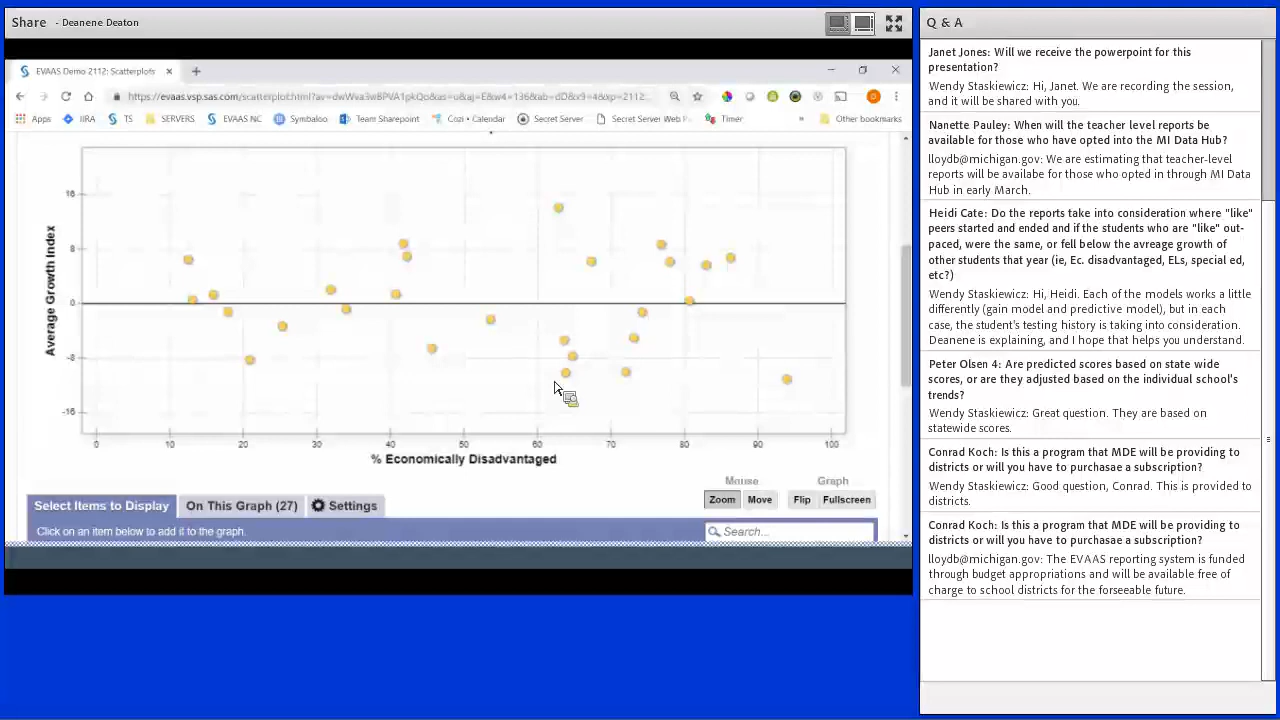 Share - Deanene Deaton
EVAAS Demo 2112: Scatterplots
Apps
IIRA
TS
SERVERS
EVAAS NC
Symbaloo
Team Sharepoint
Cozi • Calendar
Secret Server
Secret Server Web P
Timer
»
Other bookmarks
Average Growth Index
16
8
0
-8
-16
0 10 20 30 40 50 60 70 80 90 100
% Economically Disadvantaged
Mouse Graph
Select Items to Display On This Graph (27) Settings Zoom Move Flip Fullscreen
Click on an item below to add it to the graph. Search...
Q & A
Janet Jones: Will we receive the powerpoint for this
presentation?
Wendy Staskiewicz: Hi, Janet. We are recording the session,
and it will be shared with you.
Nanette Pauley: When will the teacher level reports be
available for those who have opted into the MI Data Hub?
lloydb@michigan.gov: We are estimating that teacher-level
reports will be availabe for those who opted in through MI Data
Hub in early March.
Heidi Cate: Do the reports take into consideration where "like"
peers started and ended and if the students who are "like" out-
paced, were the same, or fell below the avereage growth of
other students that year (ie, Ec. disadvantaged, ELs, special ed,
etc?)
Wendy Staskiewicz: Hi, Heidi. Each of the models works a little
differently (gain model and predictive model), but in each
case, the student's testing history is taking into consideration.
Deanene is explaining, and I hope that helps you understand.
Peter Olsen 4: Are predicted scores based on state wide
scores, or are they adjusted based on the individual school's
trends?
Wendy Staskiewicz: Great question. They are based on
statewide scores.
Conrad Koch: Is this a program that MDE will be providing to
districts or will you have to purchasae a subscription?
Wendy Staskiewicz: Good question, Conrad. This is provided to
districts.
Conrad Koch: Is this a program that MDE will be providing to
districts or will you have to purchasae a subscription?
lloydb@michigan.gov: The EVAAS reporting system is funded
through budget appropriations and will be available free of
charge to school districts for the forseeable future.